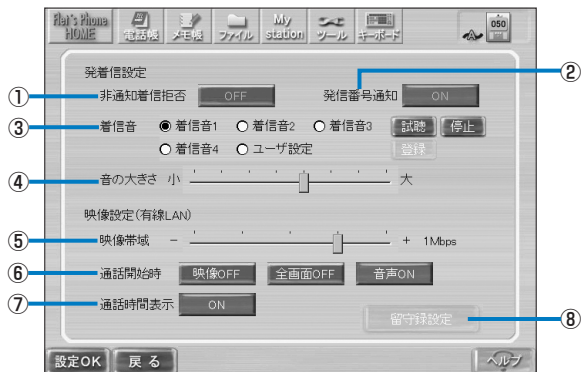 Flet's Phone HOME 電話帳 メモ帳 ファイル My station ツール キーボード 050
発着信設定
① 非通知着信拒否 OFF 発信番号通知 ON ②
③ 着信音 着信音1 着信音2 着信音3 試聴 停止
着信音4 ユーザ設定 登録
④ 音の大きさ 小 大
映像設定(有線LAN)
⑤ 映像帯域 - + 1Mbps
⑥ 通話開始時 映像OFF 全画面OFF 音声ON
⑦ 通話時間表示 ON
留守録設定 ⑧
設定OK 戻る ヘルプ